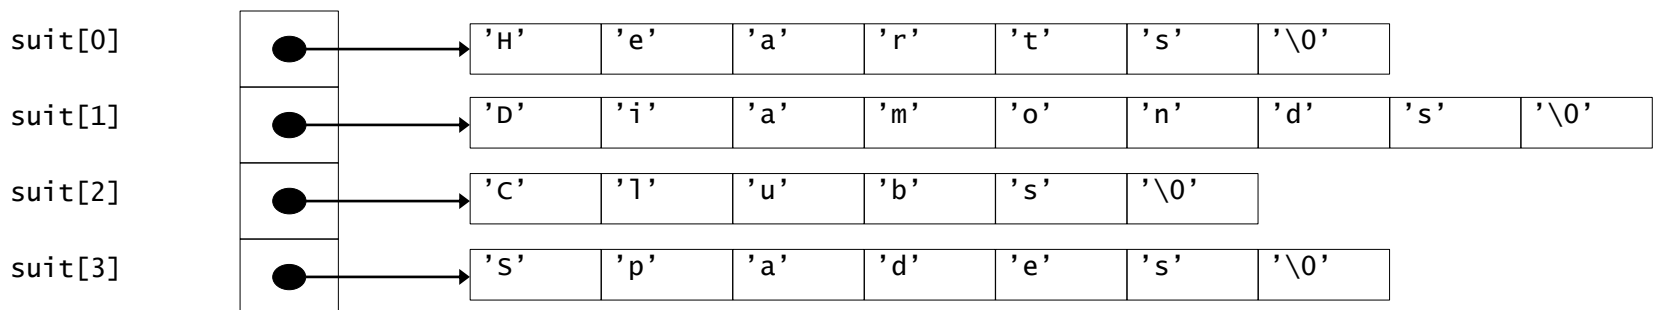 suit[0] ’H’ ’e’ ’a’ ’r’ ’t’ ’s’ ’\0’
suit[1] ’D’ ’i’ ’a’ ’m’ ’o’ ’n’ ’d’ ’s’ ’\0’
suit[2] ’C’ ’l’ ’u’ ’b’ ’s’ ’\0’
suit[3] ’S’ ’p’ ’a’ ’d’ ’e’ ’s’ ’\0’